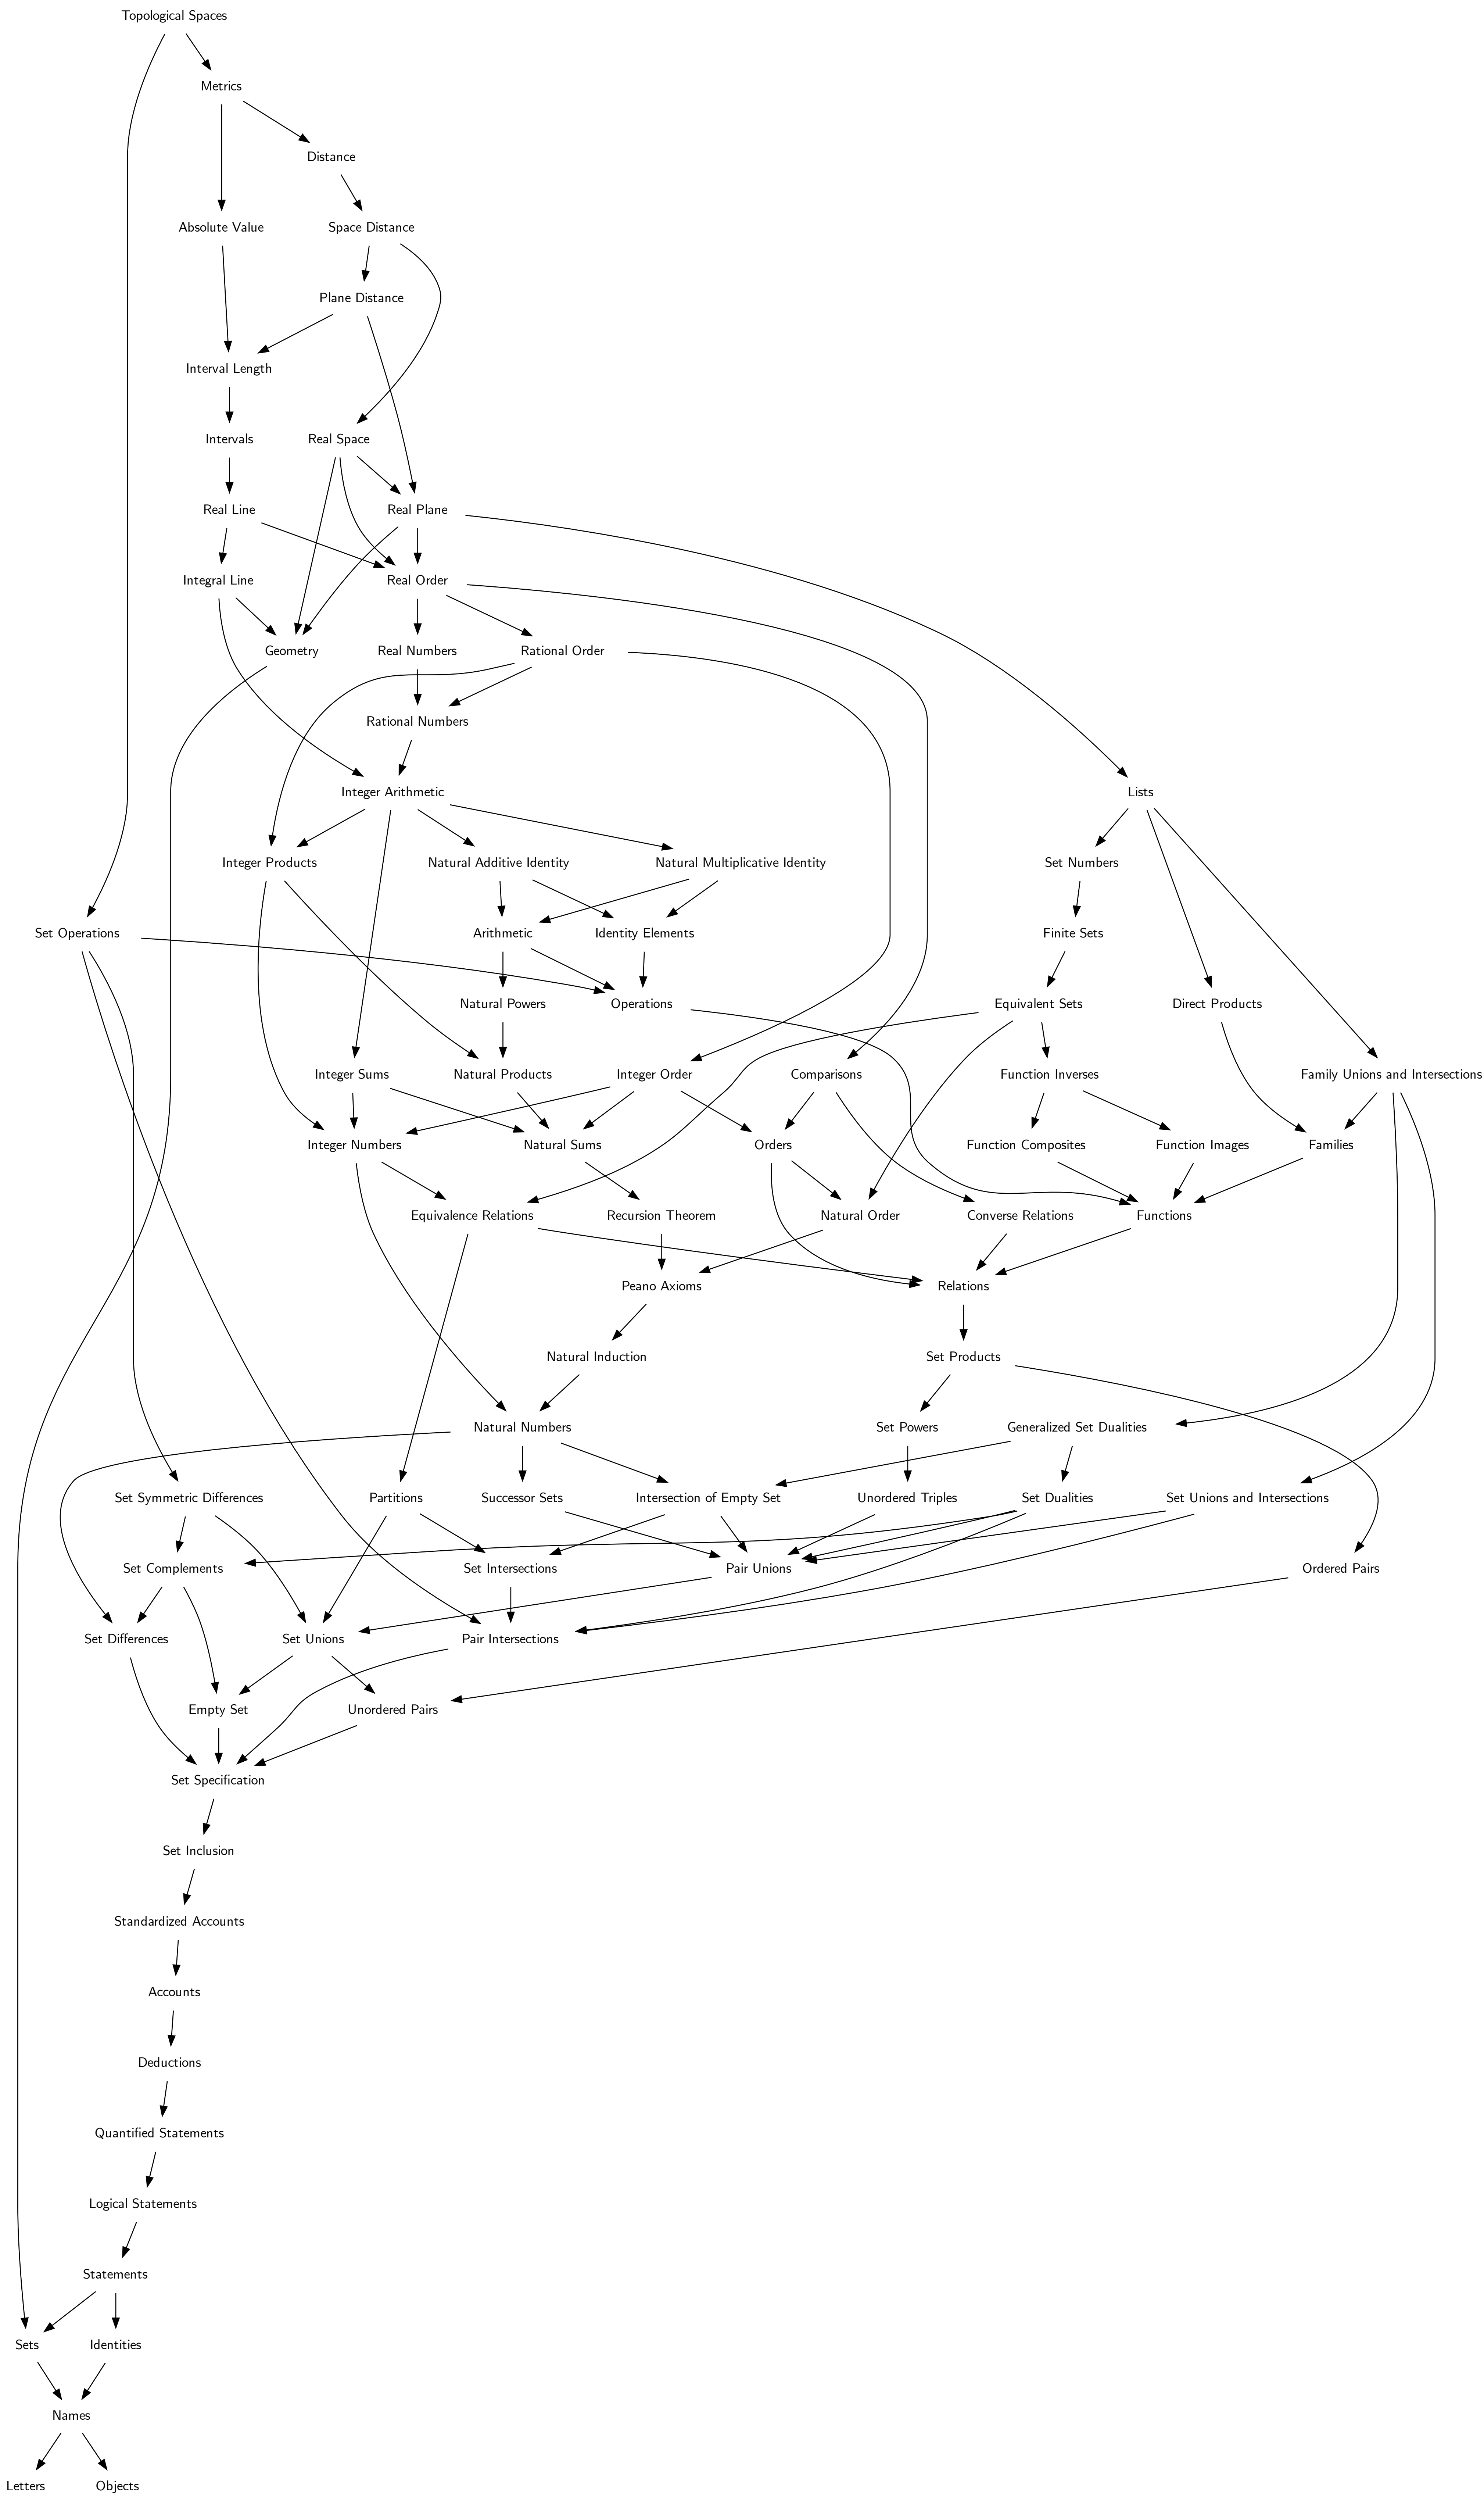 Topological Spaces
Metrics
Distance
Absolute Value
Space Distance
Plane Distance
Interval Length
Intervals
Real Space
Real Line
Real Plane
Integral Line
Real Order
Geometry
Real Numbers
Rational Order
Rational Numbers
Integer Arithmetic
Lists
Integer Products
Natural Additive Identity
Natural Multiplicative Identity
Set Numbers
Set Operations
Arithmetic
Identity Elements
Finite Sets
Natural Powers
Operations
Equivalent Sets
Direct Products
Integer Sums
Natural Products
Integer Order
Comparisons
Function Inverses
Family Unions and Intersections
Integer Numbers
Natural Sums
Orders
Function Composites
Function Images
Families
Equivalence Relations
Recursion Theorem
Natural Order
Converse Relations
Functions
Peano Axioms
Relations
Natural Induction
Set Products
Natural Numbers
Set Powers
Generalized Set Dualities
Set Symmetric Differences
Partitions
Successor Sets
Intersection of Empty Set
Unordered Triples
Set Dualities
Set Unions and Intersections
Set Complements
Set Intersections
Pair Unions
Ordered Pairs
Set Differences
Set Unions
Pair Intersections
Empty Set
Unordered Pairs
Set Specification
Set Inclusion
Standardized Accounts
Accounts
Deductions
Quantified Statements
Logical Statements
Statements
Sets
Identities
Names
Letters
Objects